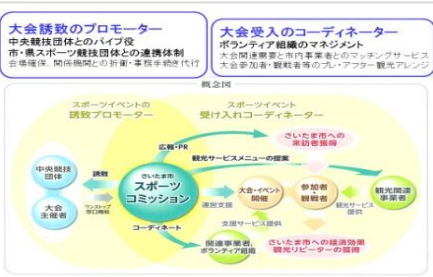 大会誘致のプロモーター
中央競技団体とのパイプ役
市・県スポーツ競技団体との連携体制
会場確保、関係機関との折衝・事務手続き代行
大会受入のコーディネーター
ボランティア組織のマネジメント
大会関連需要と市内事業者とのマッチングサービス
大会参加者・観戦者等のプレ・アフター観光アレンジ
概念図
スポーツイベントの
誘致プロモーター
スポーツイベント
受け入れコーディネーター
広報・PR
さいたま市への
来訪者獲得
観光サービスメニューの提案
中央競技
団体
誘致
さいたま市
スポーツ
コミッション
大会・イベント
開催
参加者・
観戦者
観光関連
事業者
大会
主催者
ワンストップ
窓口機能
運営支援
観光サービス
提供
支援サービス提供
コーディネート
関連事業者、
ボランティア組織
さいたま市への経済効果
観光リピーターの獲得